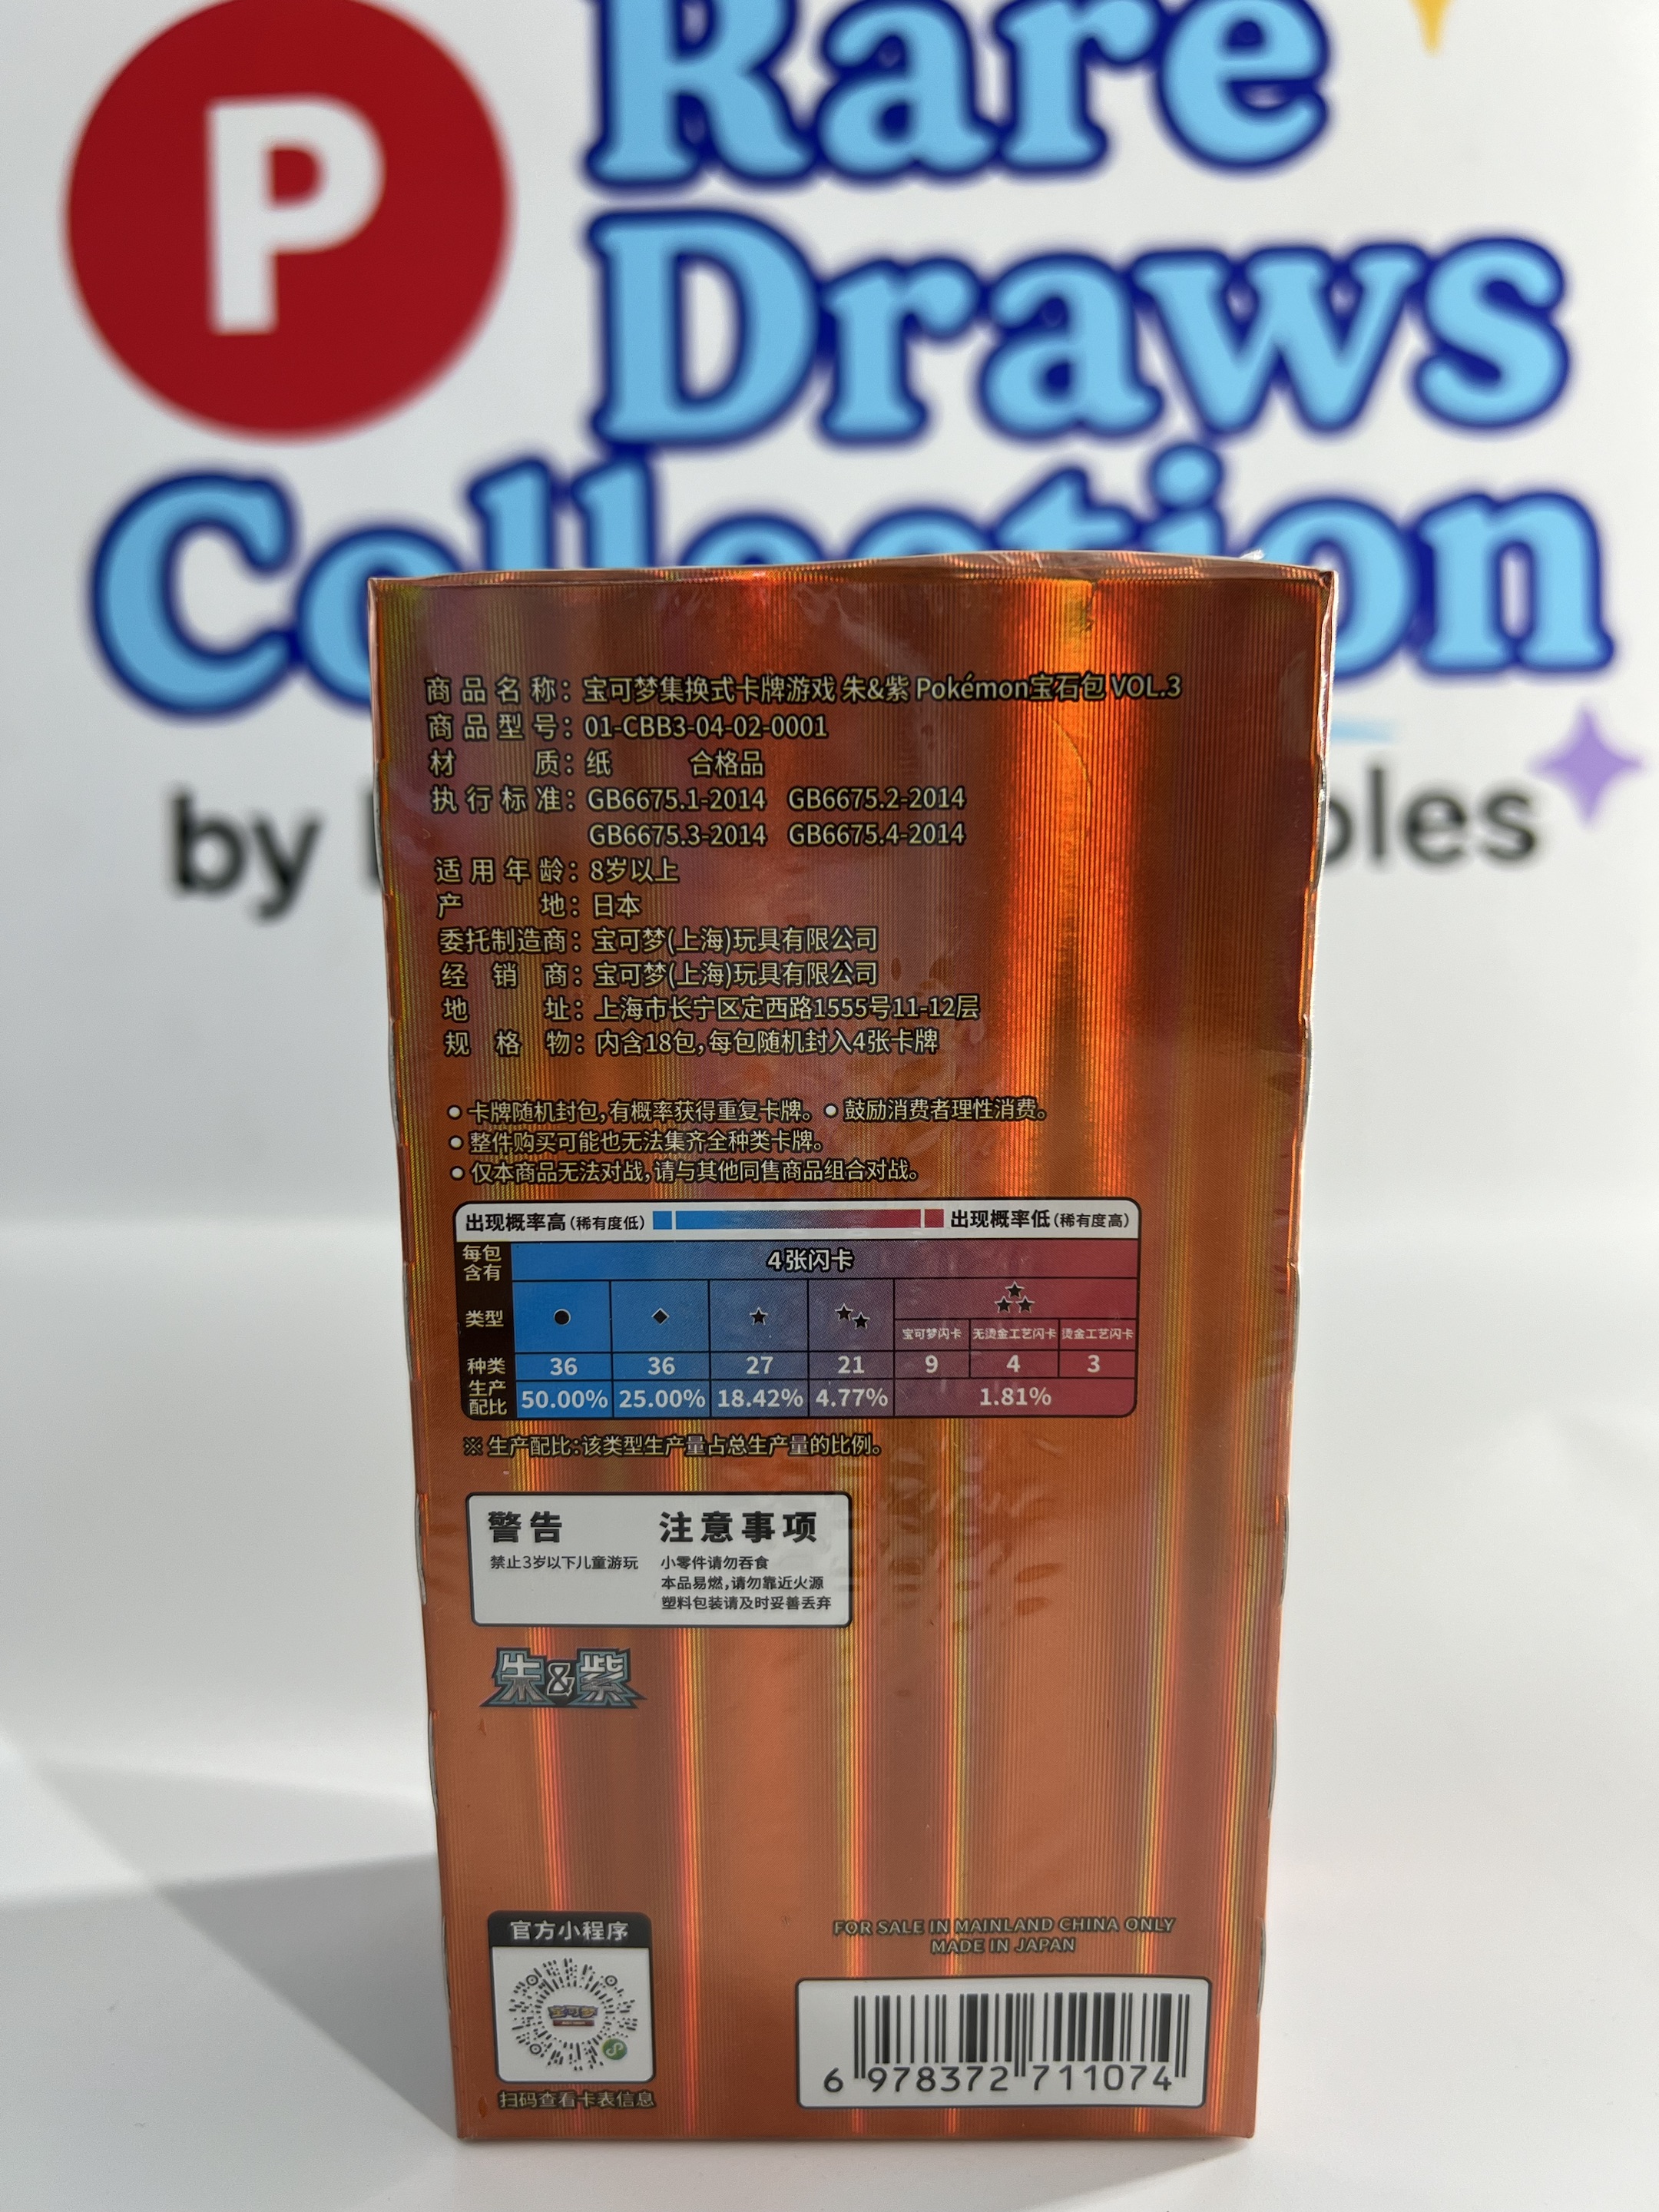 P
Rare
Draws
Collection
by
商品名称：宝可梦集换式卡牌游戏 朱&紫 Pokémon宝石包 VOL.3
商品型号：01-CBB3-04-02-0001
材质：纸 合格品
执行标准：GB6675.1-2014 GB6675.2-2014
GB6675.3-2014 GB6675.4-2014
适用年龄：8岁以上
产地：日本
委托制造商：宝可梦(上海)玩具有限公司
经销商：宝可梦(上海)玩具有限公司
地址：上海市长宁区定西路1555号11-12层
规格物：内含18包，每包随机封入4张卡牌
●卡牌随机封包，有概率获得重复卡牌。●鼓励消费者理性消费。
●整件购买可能也无法集齐全种类卡牌。
●仅本商品无法对战，请与其他同售商品组合对战。
出现概率高(稀有度低) 出现概率低(稀有度高)
每包含有 4张闪卡
类型 ● ◆ ★ ★★ ★★★
宝可梦闪卡 无烫金工艺闪卡 烫金工艺闪卡
种类 36 36 27 21 9 4 3
生产配比 50.00% 25.00% 18.42% 4.77% 1.81%
※ 生产配比：该类型生产量占总生产量的比例。
警告 注意事项
禁止3岁以下儿童游玩 小零件请勿吞食
本品易燃，请勿靠近火源
塑料包装请及时妥善丢弃
朱&紫
官方小程序
宝可梦
扫码查看卡表信息
FOR SALE IN MAINLAND CHINA ONLY
MADE IN JAPAN
6 978372 711074